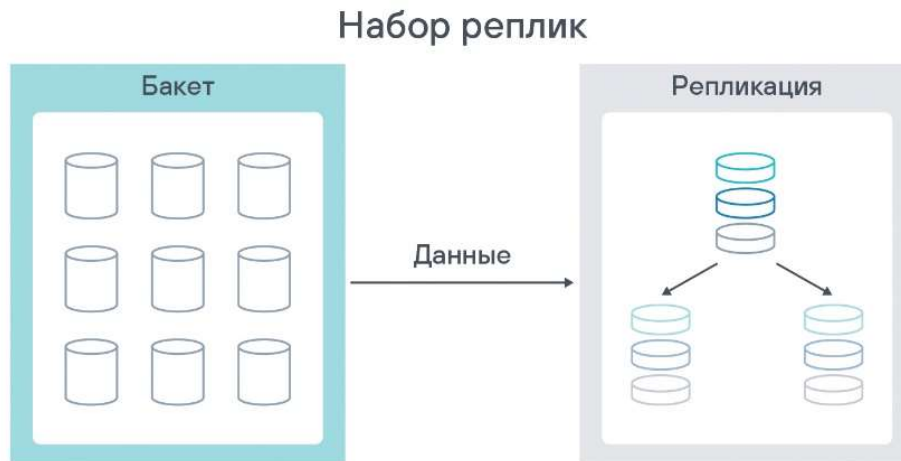 Набор реплик
Бакет
Репликация
Данные